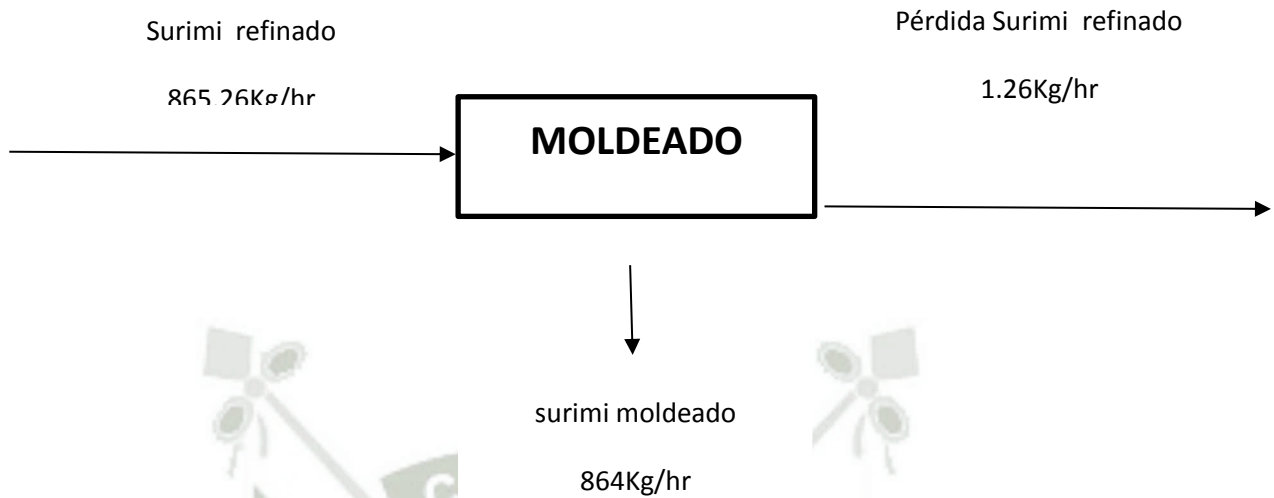 Surimi refinado
865.26Kg/hr
Pérdida Surimi refinado
1.26Kg/hr
MOLDEADO
surimi moldeado
864Kg/hr
C